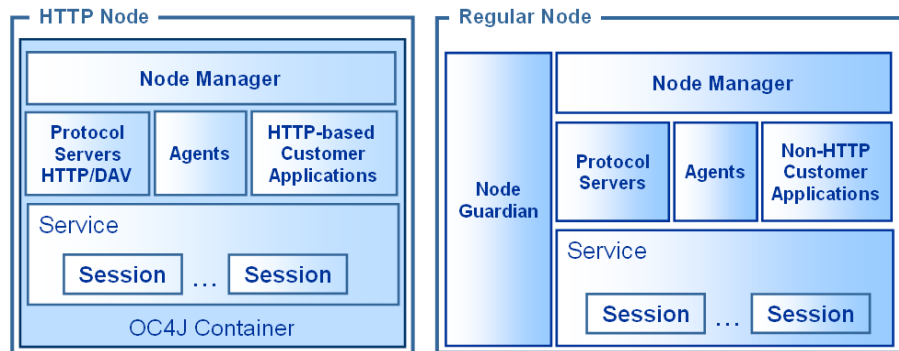 HTTP Node
Node Manager
Protocol
Servers
HTTP/DAV
Agents
HTTP-based
Customer
Applications
Service
Session
...
Session
OC4J Container
Regular Node
Node
Guardian
Node Manager
Protocol
Servers
Agents
Non-HTTP
Customer
Applications
Service
Session
...
Session